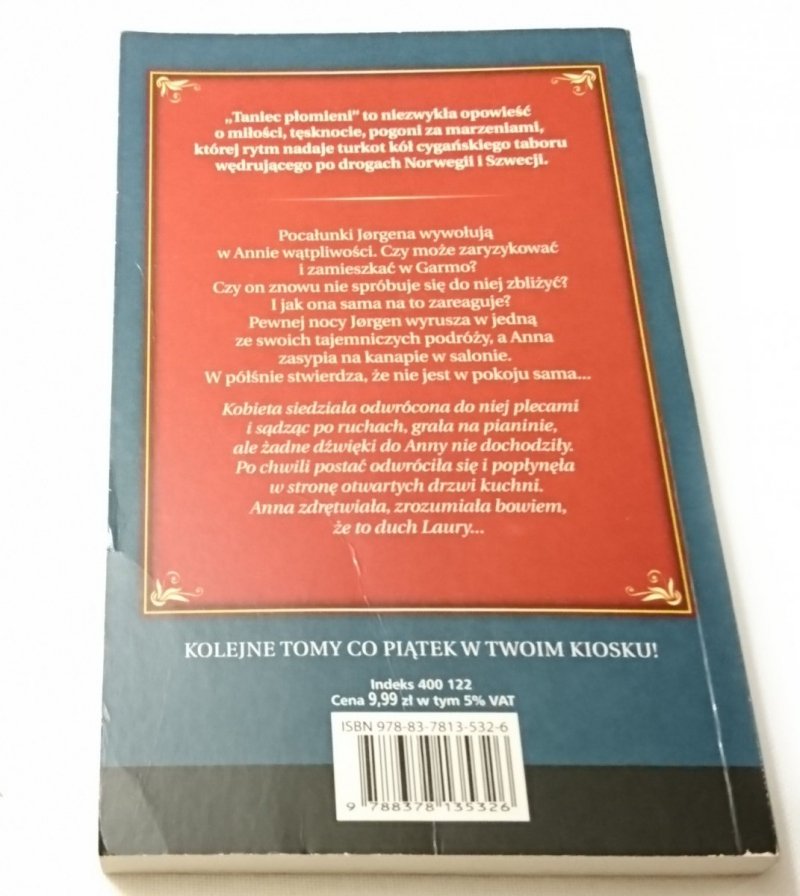 „Taniec płomieni” to niezwykła opowieść
o miłości, tęsknocie, pogoni za marzeniami,
której rytm nadaje turkot kół cygańskiego taboru
wędrującego po drogach Norwegii i Szwecji.
Pocałunki Jørgena wywołują
w Annie wątpliwości. Czy może zaryzykować
i zamieszkać w Garmo?
Czy on znowu nie spróbuje się do niej zbliżyć?
I jak ona sama na to zareaguje?
Pewnej nocy Jørgen wyrusza w jedną
ze swoich tajemniczych podróży, a Anna
zasypia na kanapie w salonie.
W półśnie stwierdza, że nie jest w pokoju sama...
Kobieta siedziała odwrócona do niej plecami
i sądząc po ruchach, grała na pianinie,
ale żadne dźwięki do Anny nie dochodziły.
Po chwili postać odwróciła się i popłynęła
w stronę otwartych drzwi kuchni.
Anna zdrętwiała, zrozumiała bowiem,
że to duch Laury...
KOLEJNE TOMY CO PIĄTEK W TWOIM KIOSKU!
Indeks 400 122
Cena 9,99 zł w tym 5% VAT
ISBN 978-83-7813-532-6
9 788378 135326